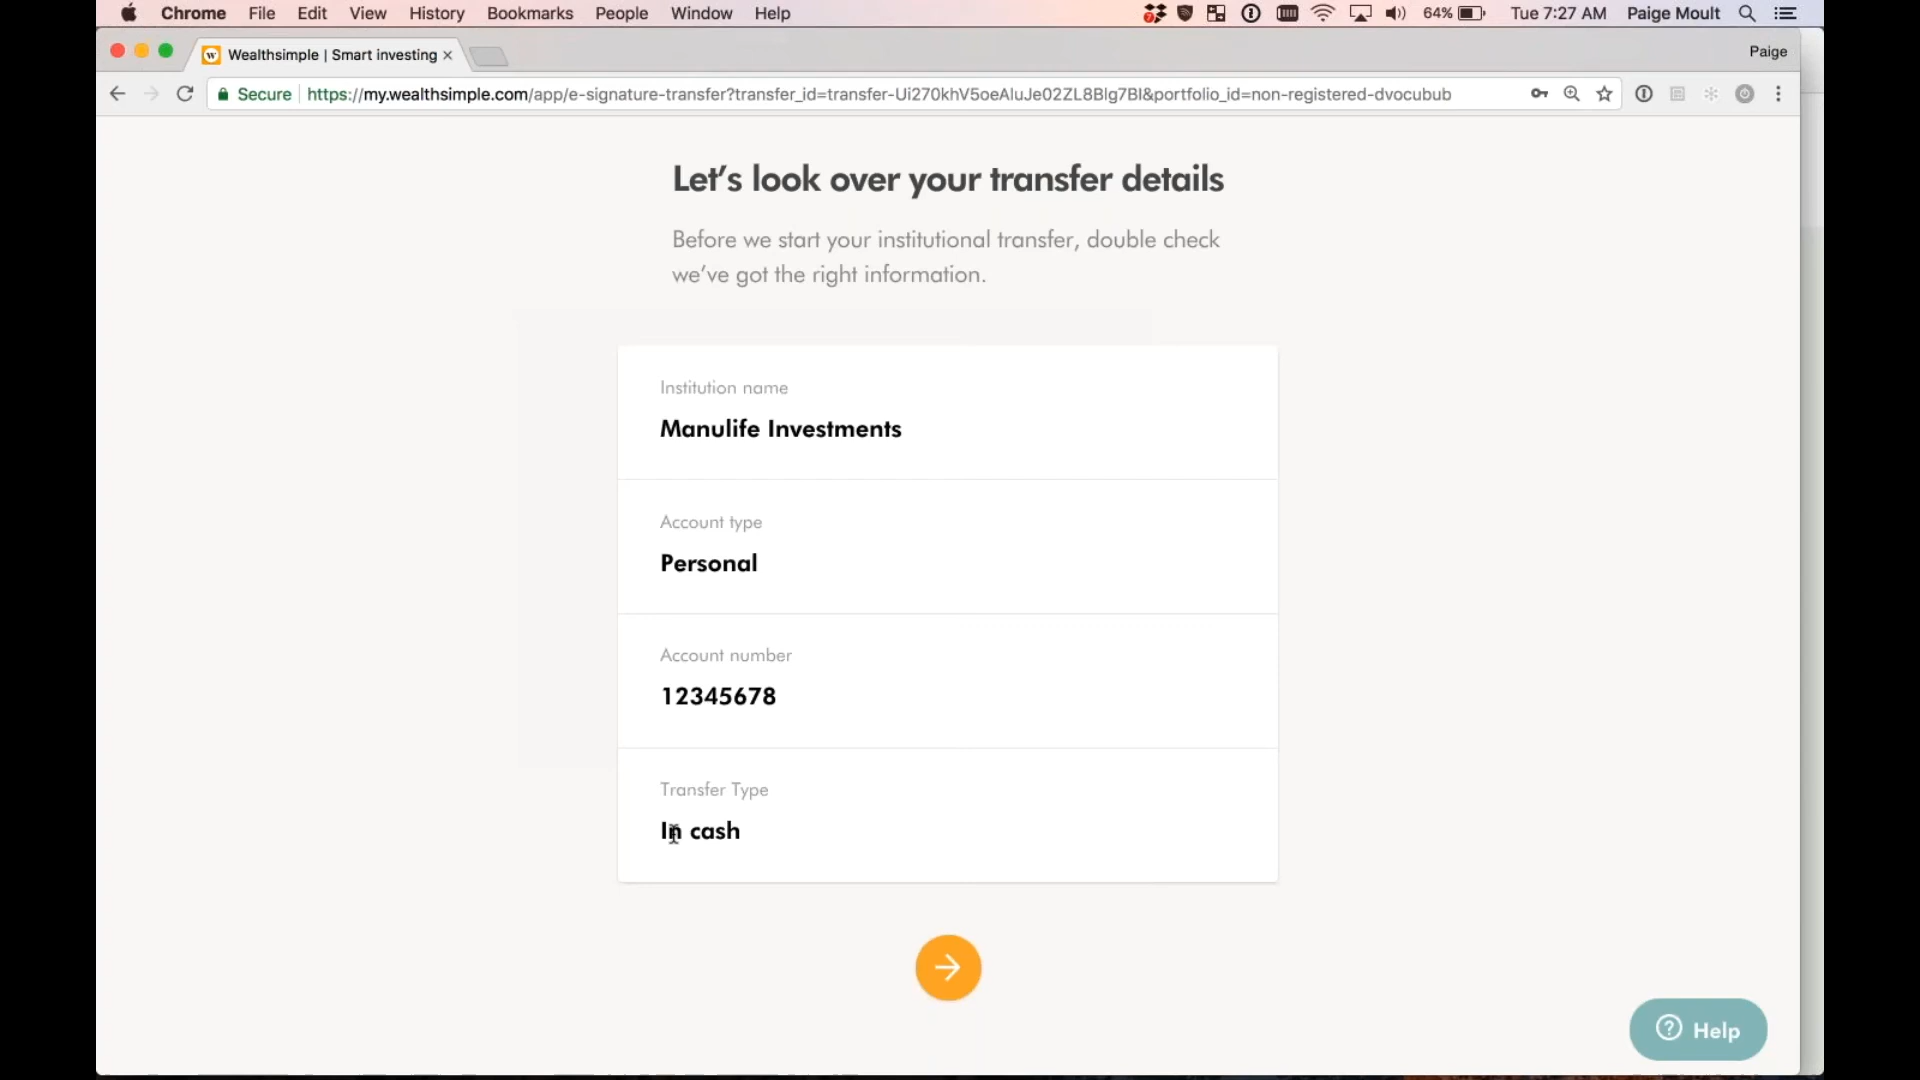 Chrome File Edit View History Bookmarks People Window Help 64% Tue 7:27 AM Paige Moult
Wealthsimple | Smart investing Paige
Secure https://my.wealthsimple.com/app/e-signature-transfer?transfer_id=transfer-Ui270khV5oeAluJe02ZL8Blg7BI&portfolio_id=non-registered-dvocubub
Let's look over your transfer details
Before we start your institutional transfer, double check
we've got the right information.
Institution name
Manulife Investments
Account type
Personal
Account number
12345678
Transfer Type
In cash
Help